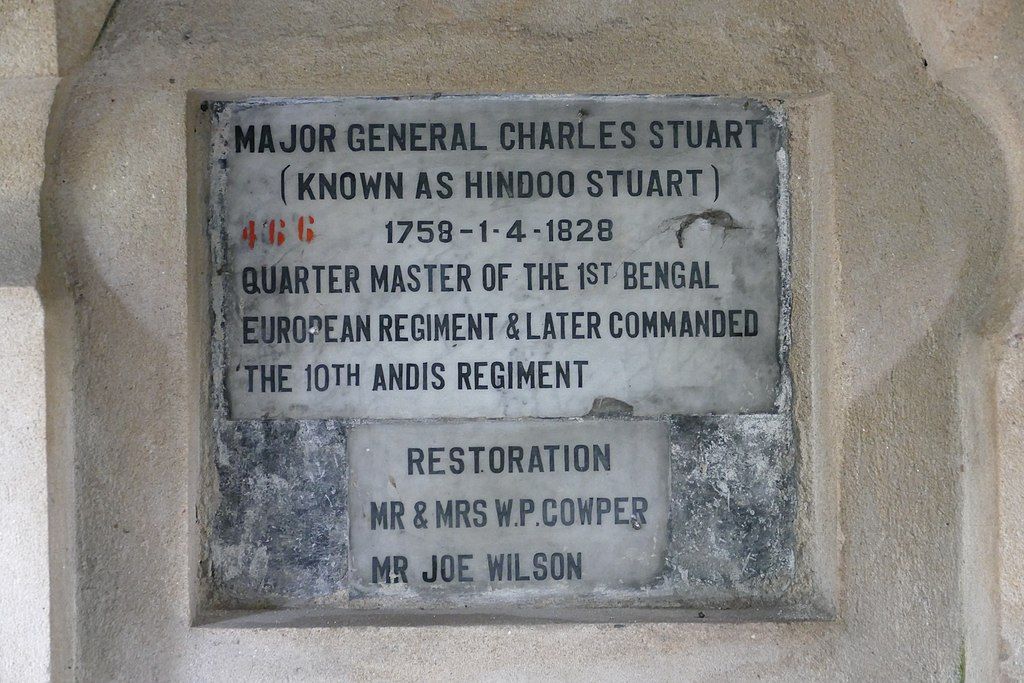 MAJOR GENERAL CHARLES STUART
(KNOWN AS HINDOO STUART)
466 1758-1-4-1828
QUARTER MASTER OF THE 1ST BENGAL
EUROPEAN REGIMENT & LATER COMMANDED
THE 10TH ANDIS REGIMENT
RESTORATION
MR & MRS W.P.COWPER
MR JOE WILSON